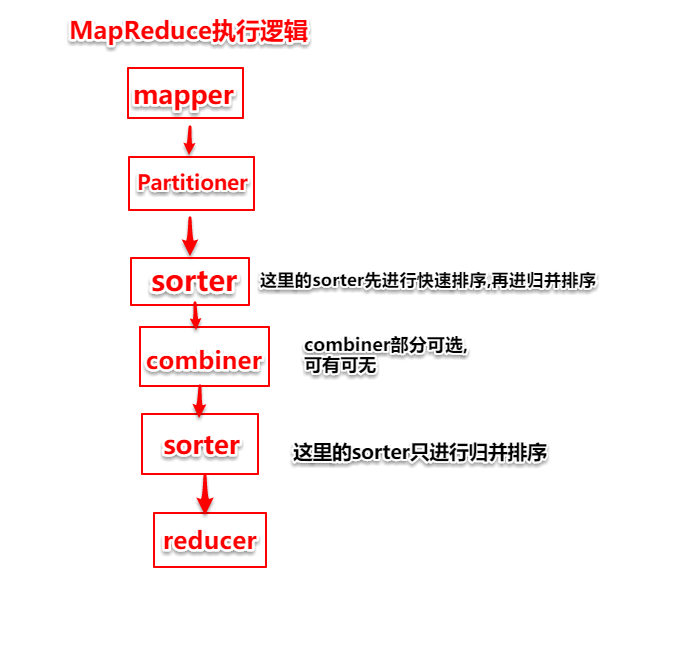 MapReduce执行逻辑
mapper
Partitioner
sorter
这里的sorter先进行快速排序,再进归并排序
combiner
combiner部分可选,
可有可无
sorter
这里的sorter只进行归并排序
reducer